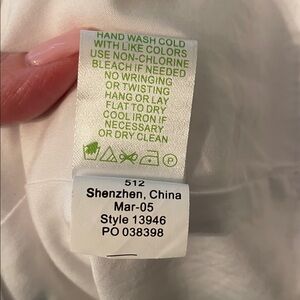 HAND WASH COLD
WITH LIKE COLORS
USE NON-CHLORINE
BLEACH IF NEEDED
NO WRINGING
OR TWISTING
HANG OR LAY
FLAT TO DRY
COOL IRON IF
NECESSARY
OR DRY CLEAN
P
512
Shenzhen, China
Mar-05
Style 13946
PO 038398